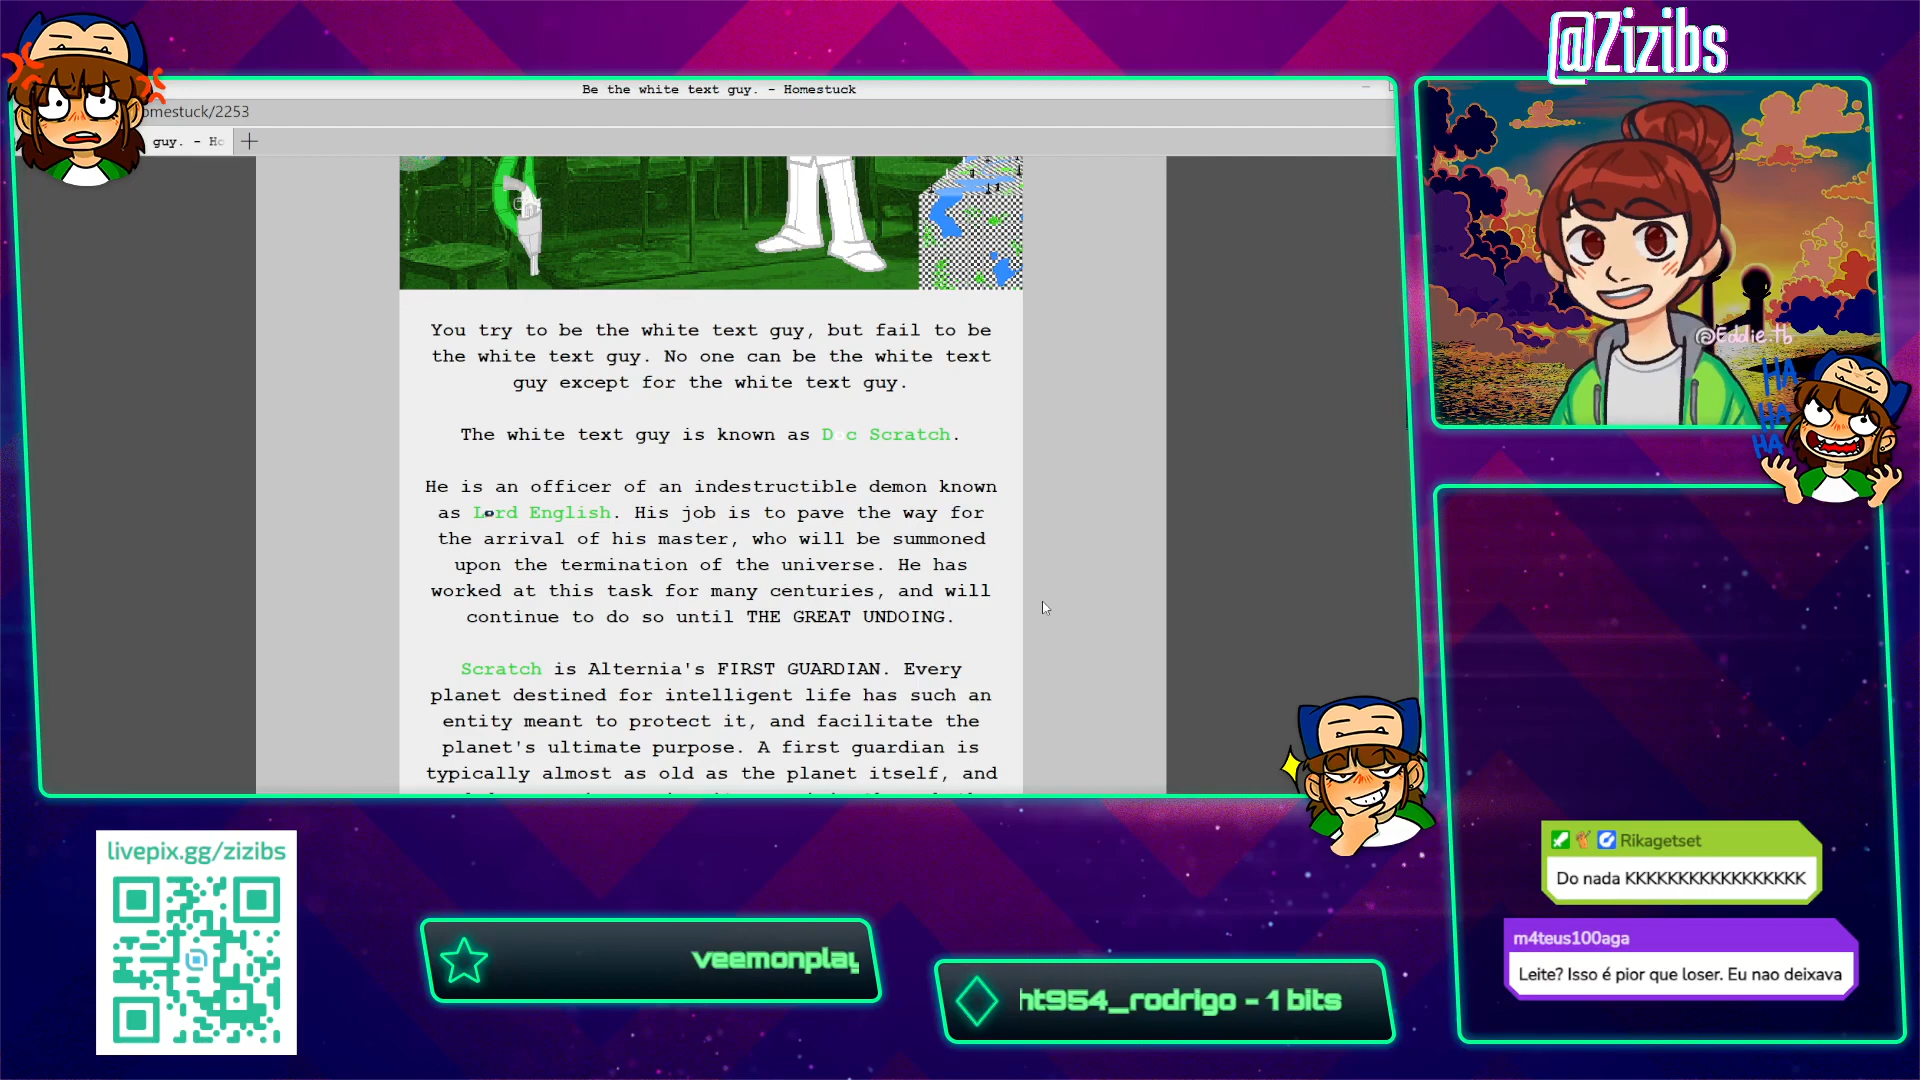 @Zizibs
Be the white text guy. - Homestuck
omestuck/2253
guy. - Ho
You try to be the white text guy, but fail to be
the white text guy. No one can be the white text
guy except for the white text guy.
The white text guy is known as Doc Scratch.
He is an officer of an indestructible demon known
as Lord English. His job is to pave the way for
the arrival of his master, who will be summoned
upon the termination of the universe. He has
worked at this task for many centuries, and will
continue to do so until THE GREAT UNDOING.
Scratch is Alternia's FIRST GUARDIAN. Every
planet destined for intelligent life has such an
entity meant to protect it, and facilitate the
planet's ultimate purpose. A first guardian is
typically almost as old as the planet itself, and
@Eddie.tb
HA
HA
HA
Rikagetset
Do nada KKKKKKKKKKKKKKKKK
m4teus100aga
Leite? Isso é pior que loser. Eu nao deixava
livepix.gg/zizibs
veemonplay
ht954_rodrigo - 1 bits